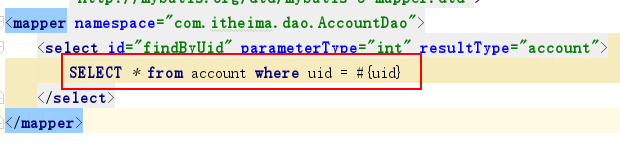 http://mybatis.org/dtd/mybatis-3-mapper.dtd">
<mapper namespace="com.itheima.dao.AccountDao">
<select id="findByUid" parameterType="int" resultType="account">
SELECT * from account where uid = #{uid}
</select>
</mapper>